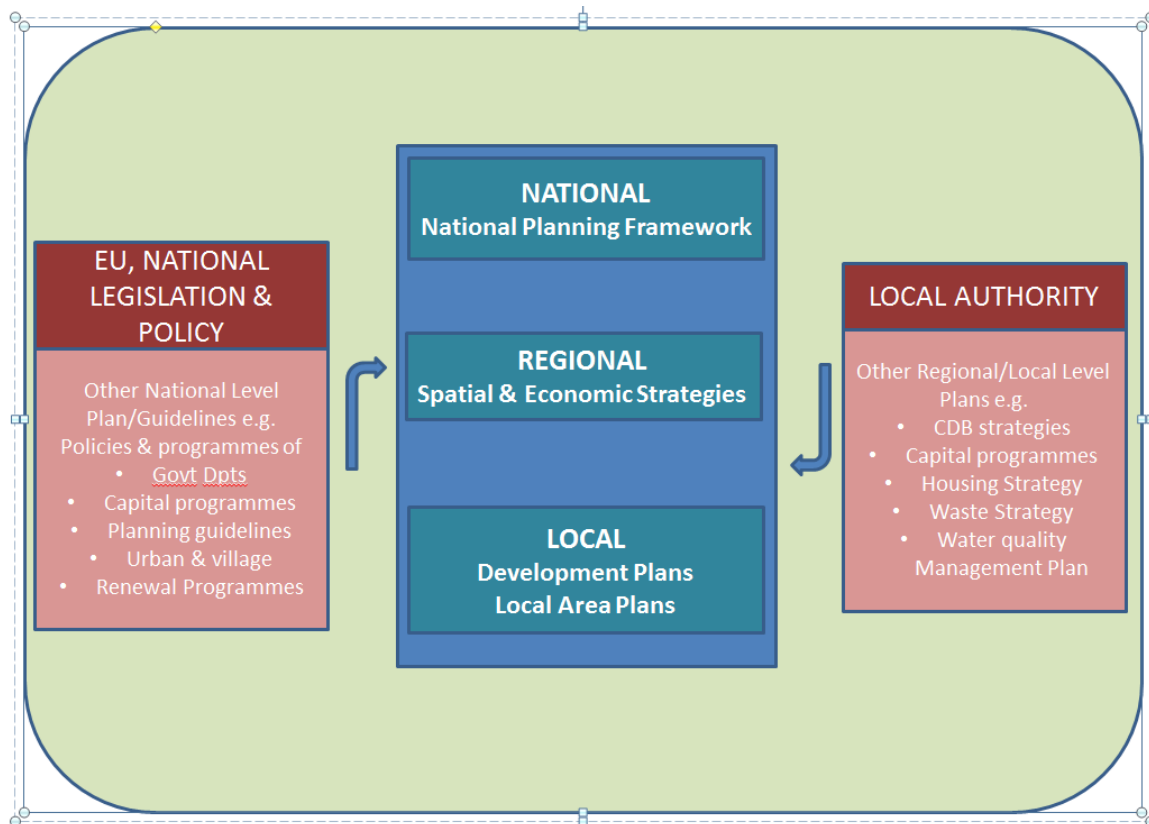 EU, NATIONAL
LEGISLATION &
POLICY
Other National Level
Plan/Guidelines e.g.
Policies & programmes of
• Govt Dpts
• Capital programmes
• Planning guidelines
• Urban & village
• Renewal Programmes
NATIONAL
National Planning Framework
REGIONAL
Spatial & Economic Strategies
LOCAL
Development Plans
Local Area Plans
LOCAL AUTHORITY
Other Regional/Local Level
Plans e.g.
• CDB strategies
• Capital programmes
• Housing Strategy
• Waste Strategy
• Water quality
Management Plan